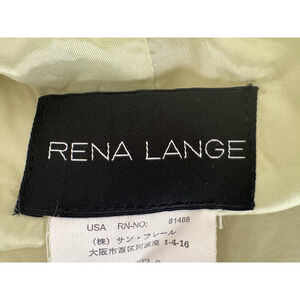 RENA LANGE
USA RN-NO: 81488
(株) サン・フレール
大阪市西区阿波座 1-4-16